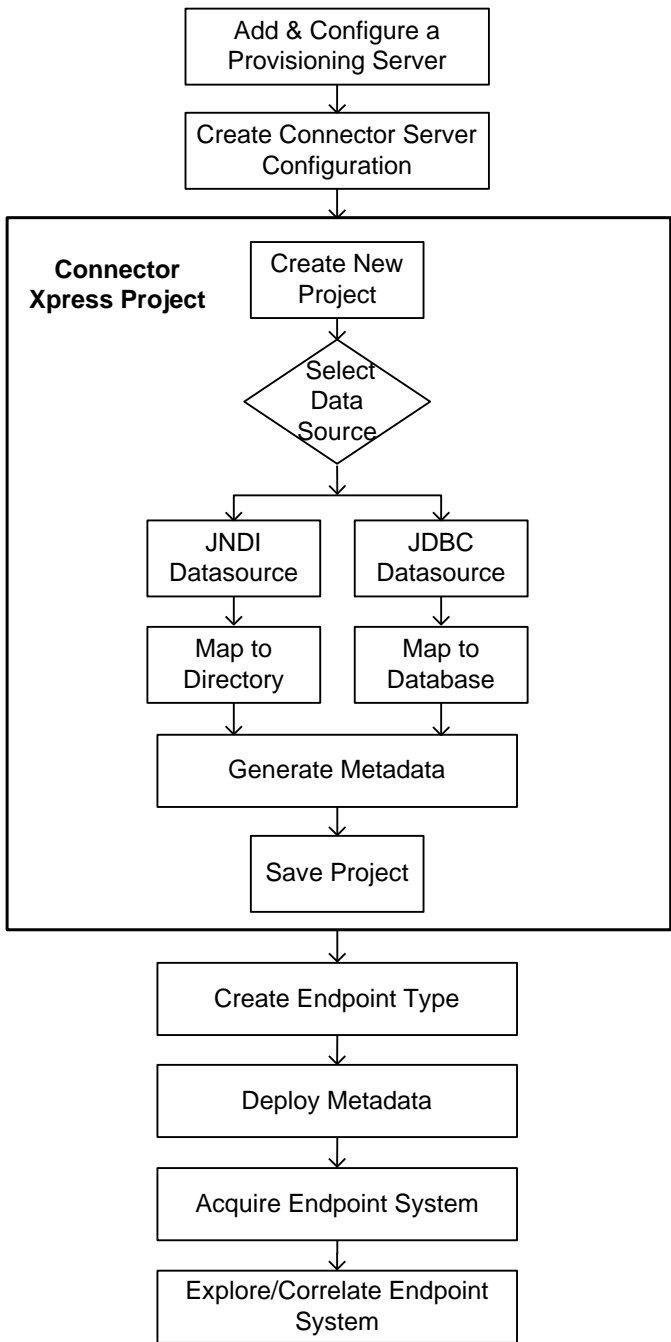 Add & Configure a
Provisioning Server
Create Connector Server
Configuration
Connector
Xpress Project
Create New
Project
Select
Data
Source
JNDI
Datasource
JDBC
Datasource
Map to
Directory
Map to
Database
Generate Metadata
Save Project
Create Endpoint Type
Deploy Metadata
Acquire Endpoint System
Explore/Correlate Endpoint
System